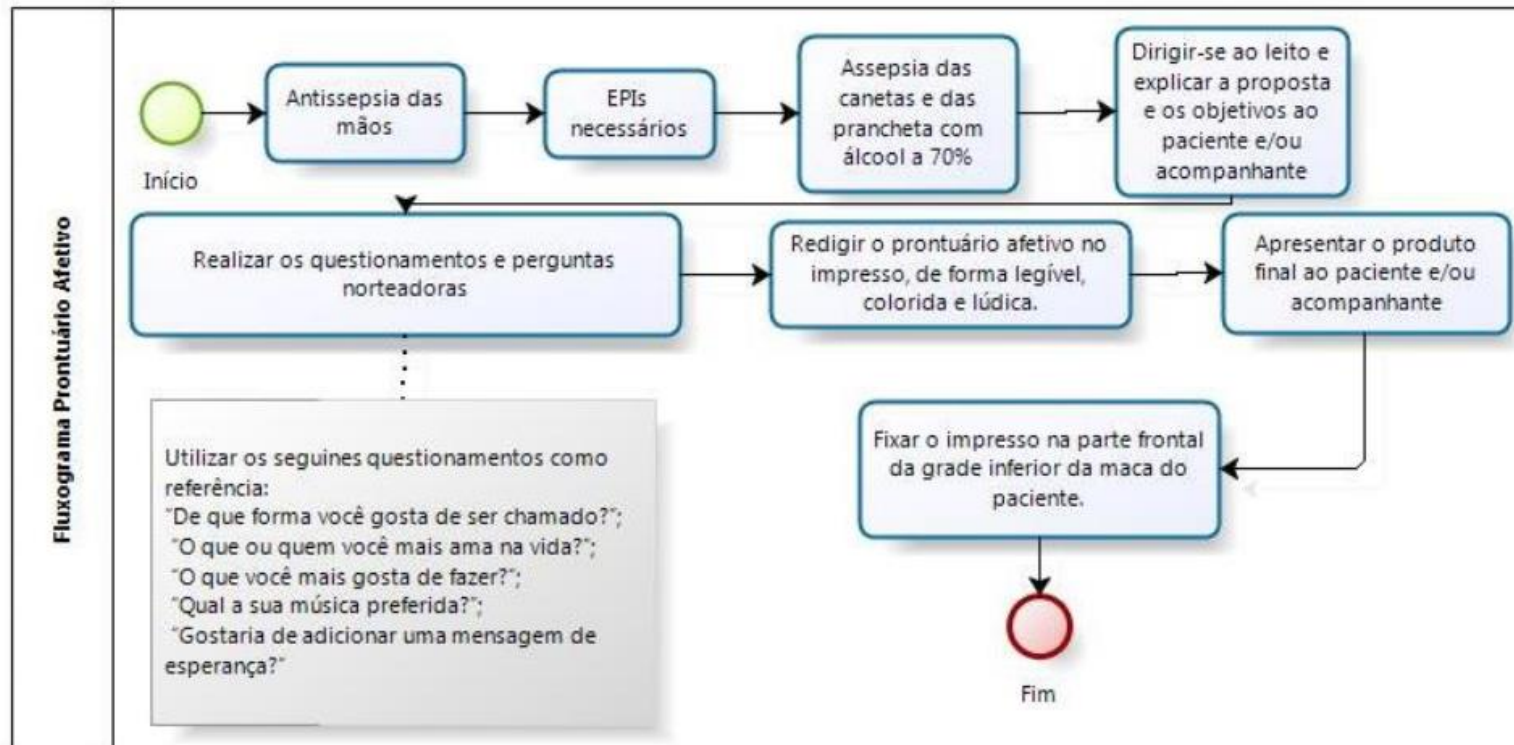 Fluxograma Prontuário Afetivo
Início
Antissepsia das
mãos
EPIs
necessários
Assepsia das
canetas e das
prancheta com
álcool a 70%
Dirigir-se ao leito e
explicar a proposta
e os objetivos ao
paciente e/ou
acompanhante
Realizar os questionamentos e perguntas
norteadoras
Redigir o prontuário afetivo no
impresso, de forma legível,
colorida e lúdica.
Apresentar o produto
final ao paciente e/ou
acompanhante
Utilizar os seguines questionamentos como
referência:
"De que forma você gosta de ser chamado?";
"O que ou quem você mais ama na vida?";
"O que você mais gosta de fazer?";
"Qual a sua música preferida?";
"Gostaria de adicionar uma mensagem de
esperança?"
Fixar o impresso na parte frontal
da grade inferior da maca do
paciente.
Fim